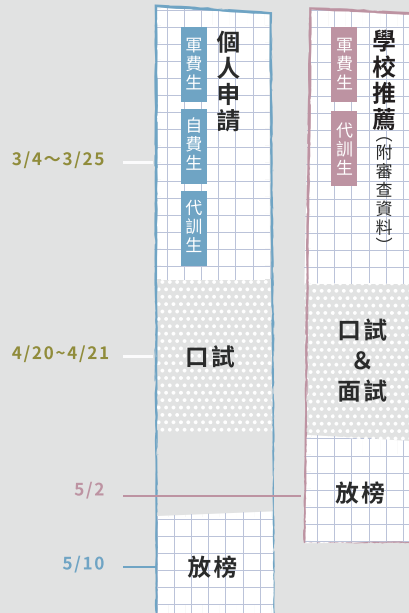 個人申請
軍費生
自費生
代訓生
學校推薦(附審查資料)
軍費生
代訓生
3/4～3/25
4/20~4/21
口試
口試
&
面試
5/2
放榜
5/10
放榜